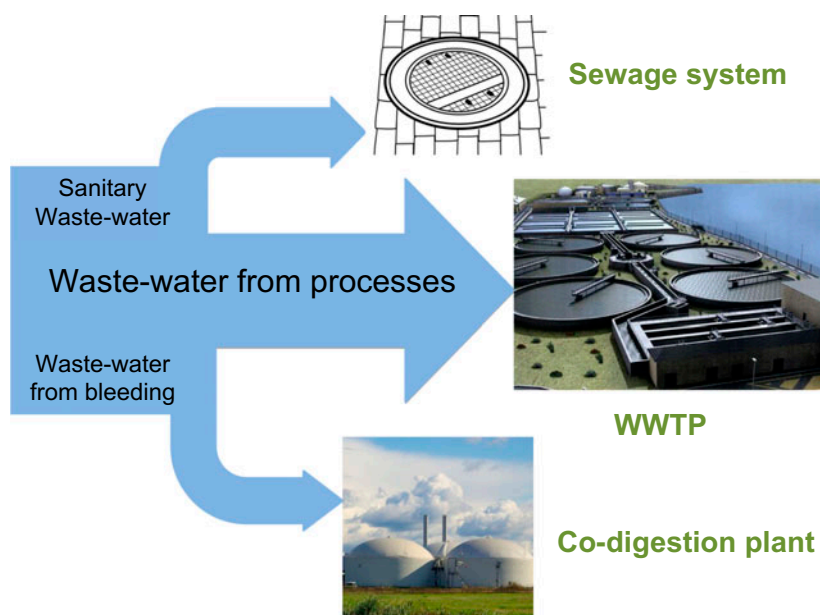 Sewage system
Sanitary
Waste-water
Waste-water from processes
Waste-water
from bleeding
WWTP
Co-digestion plant